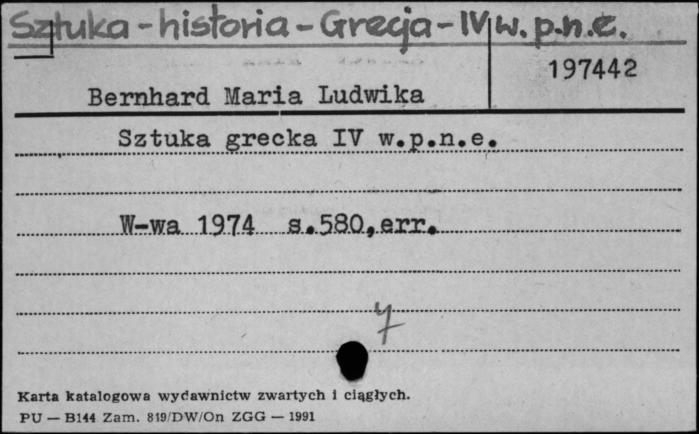 Sztuka - historia - Grecja - IV w. p.n.e.
197442
Bernhard Maria Ludwika
Sztuka grecka IV w.p.n.e.
W-wa 1974 s.580,err.
Karta katalogowa wydawnictw zwartych i ciągłych.
PU — B144 Zam. 819/DW/On ZGG — 1991